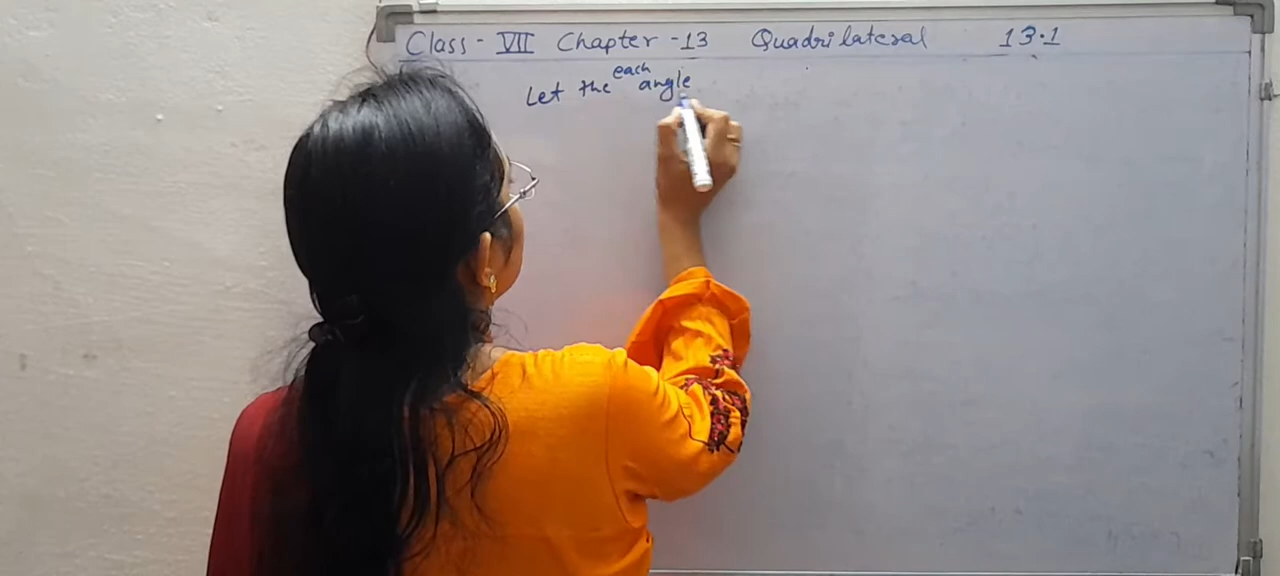 Class - VII Chapter - 13 Quadrilateral 13.1
Let the each angle